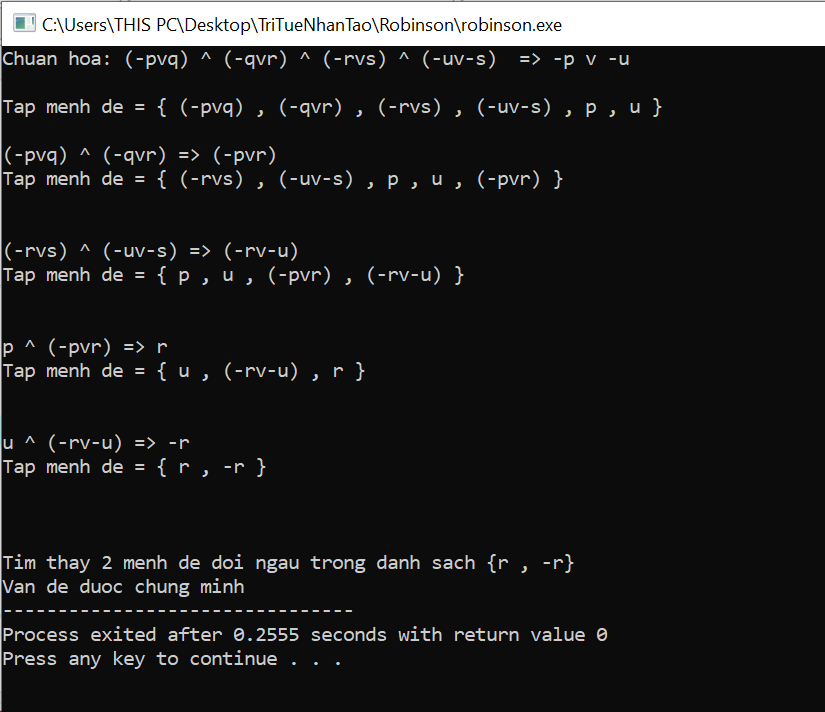 C:\Users\THIS PC\Desktop\TriTueNhanTao\Robinson\robinson.exe
Chuan hoa: (-pvq) ^ (-qvr) ^ (-rvs) ^ (-uv-s)  => -p v -u
Tap menh de = { (-pvq) , (-qvr) , (-rvs) , (-uv-s) , p , u }
(-pvq) ^ (-qvr) => (-pvr)
Tap menh de = { (-rvs) , (-uv-s) , p , u , (-pvr) }
(-rvs) ^ (-uv-s) => (-rv-u)
Tap menh de = { p , u , (-pvr) , (-rv-u) }
p ^ (-pvr) => r
Tap menh de = { u , (-rv-u) , r }
u ^ (-rv-u) => -r
Tap menh de = { r , -r }
Tim thay 2 menh de doi ngau trong danh sach {r , -r}
Van de duoc chung minh
--------------------------------
Process exited after 0.2555 seconds with return value 0
Press any key to continue . . .